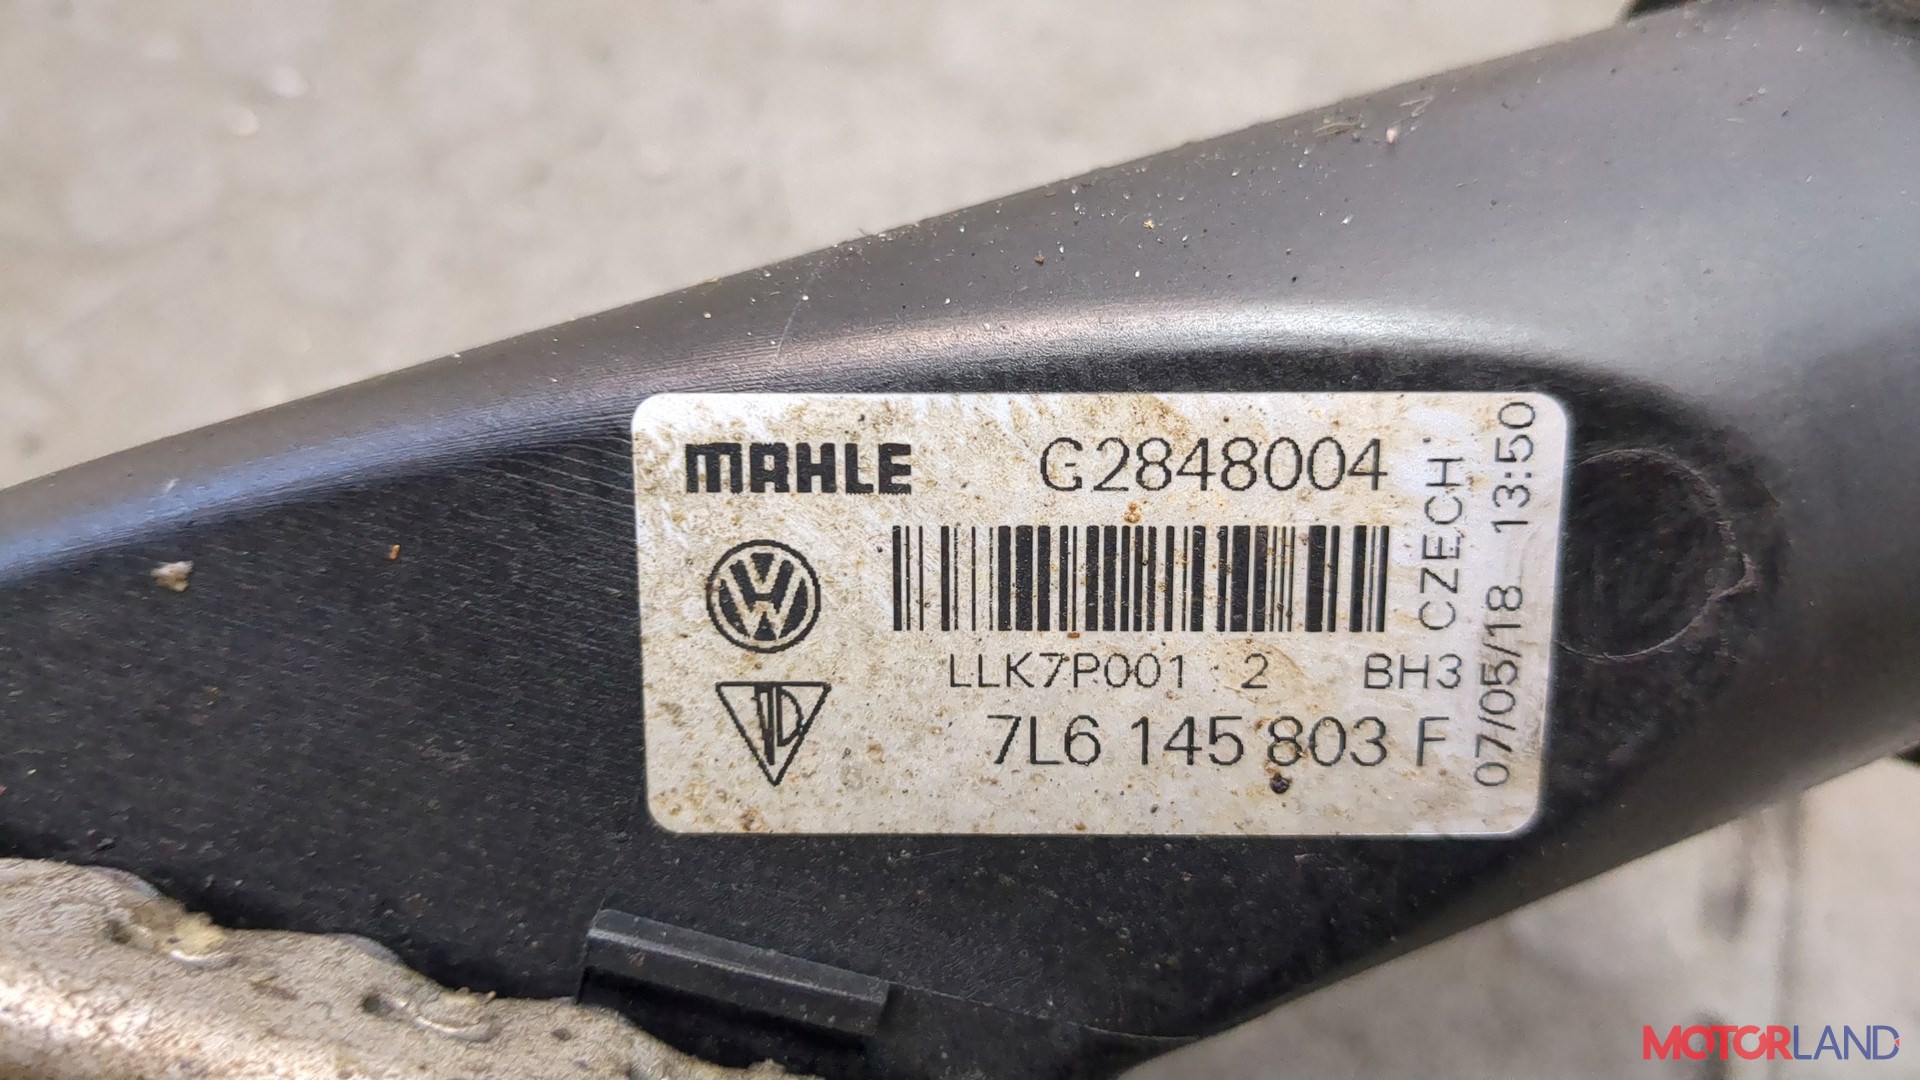 MAHLE G2848004
LLK7P001 2 BH3
7L6 145 803 F
CZECH
07/05/18 13:50
MOTORLAND